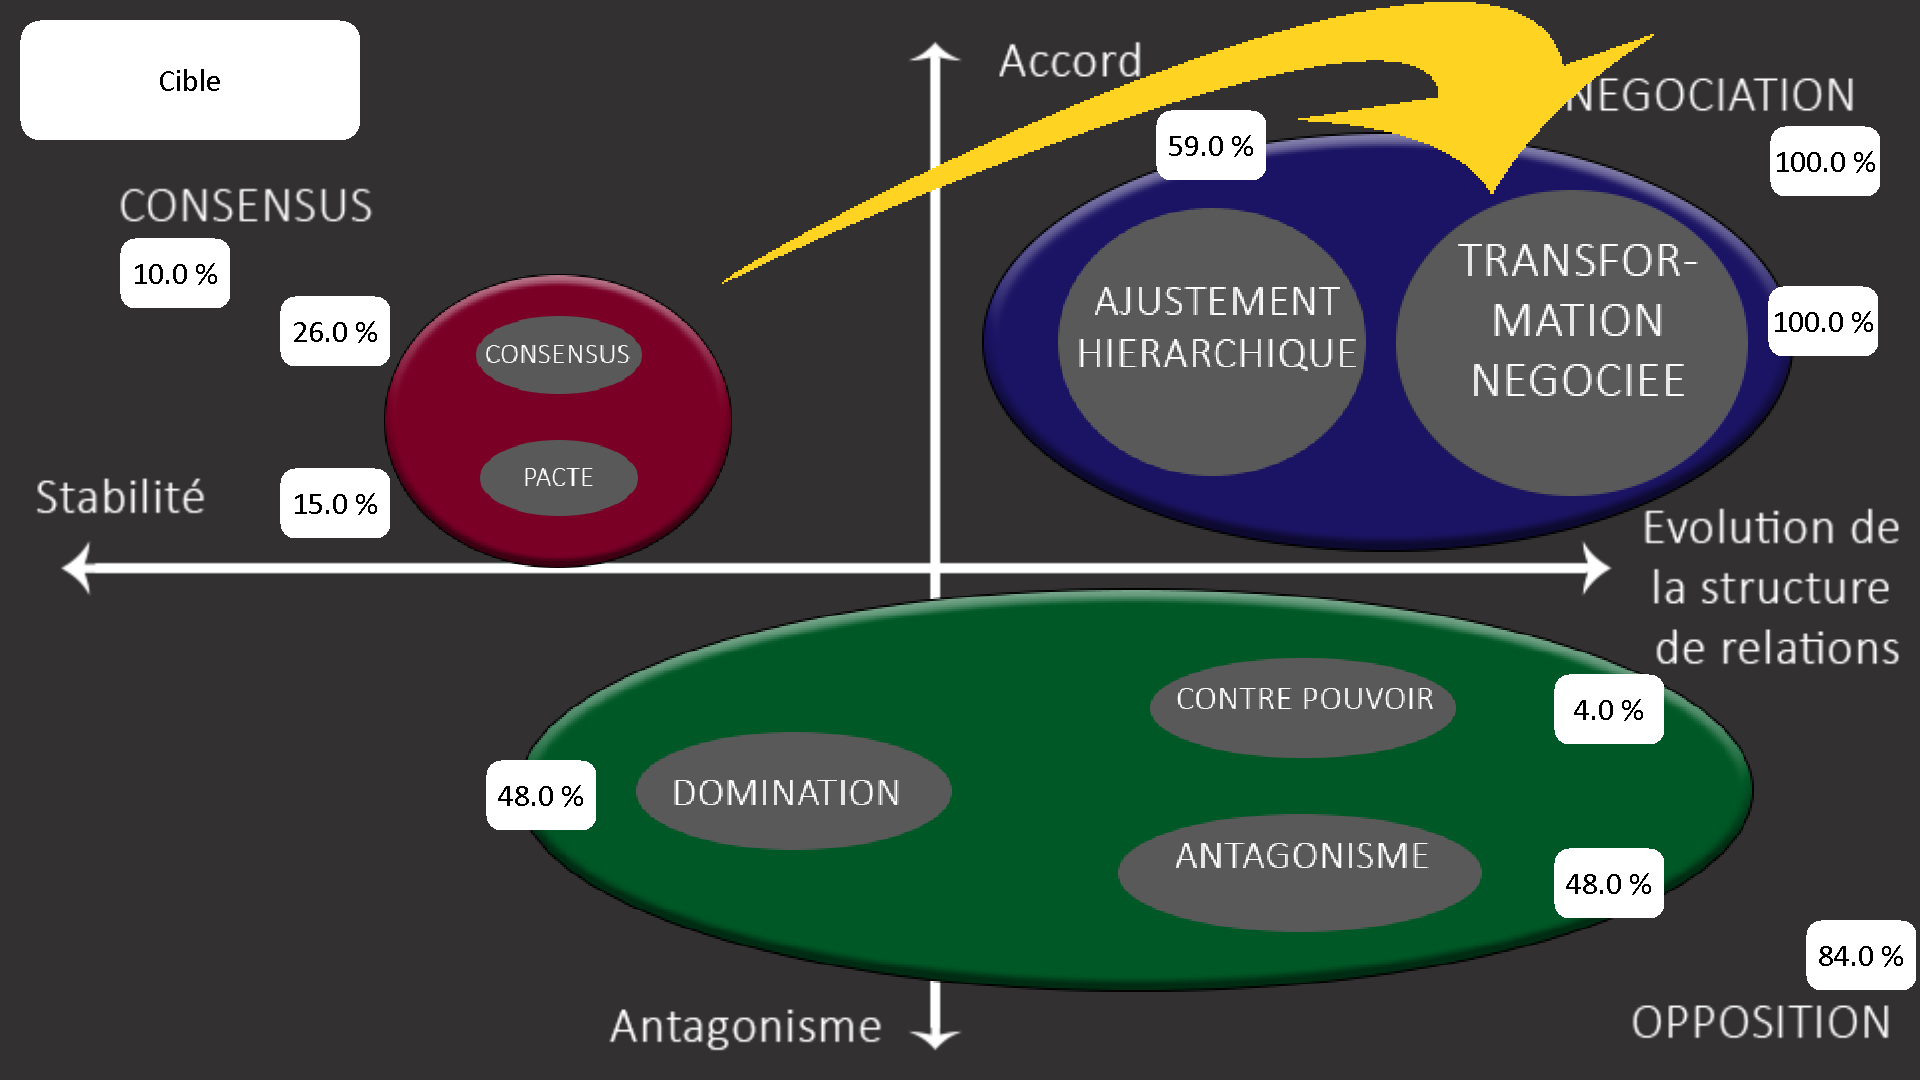 Cible
Accord
NEGOCIATION
59.0 %
100.0 %
CONSENSUS
10.0 %
26.0 %
CONSENSUS
PACTE
15.0 %
Stabilité
AJUSTEMENT
HIERARCHIQUE
TRANSFOR-
MATION
NEGOCIEE
100.0 %
Evolution de
la structure
de relations
CONTRE POUVOIR
4.0 %
DOMINATION
48.0 %
ANTAGONISME
48.0 %
84.0 %
Antagonisme
OPPOSITION